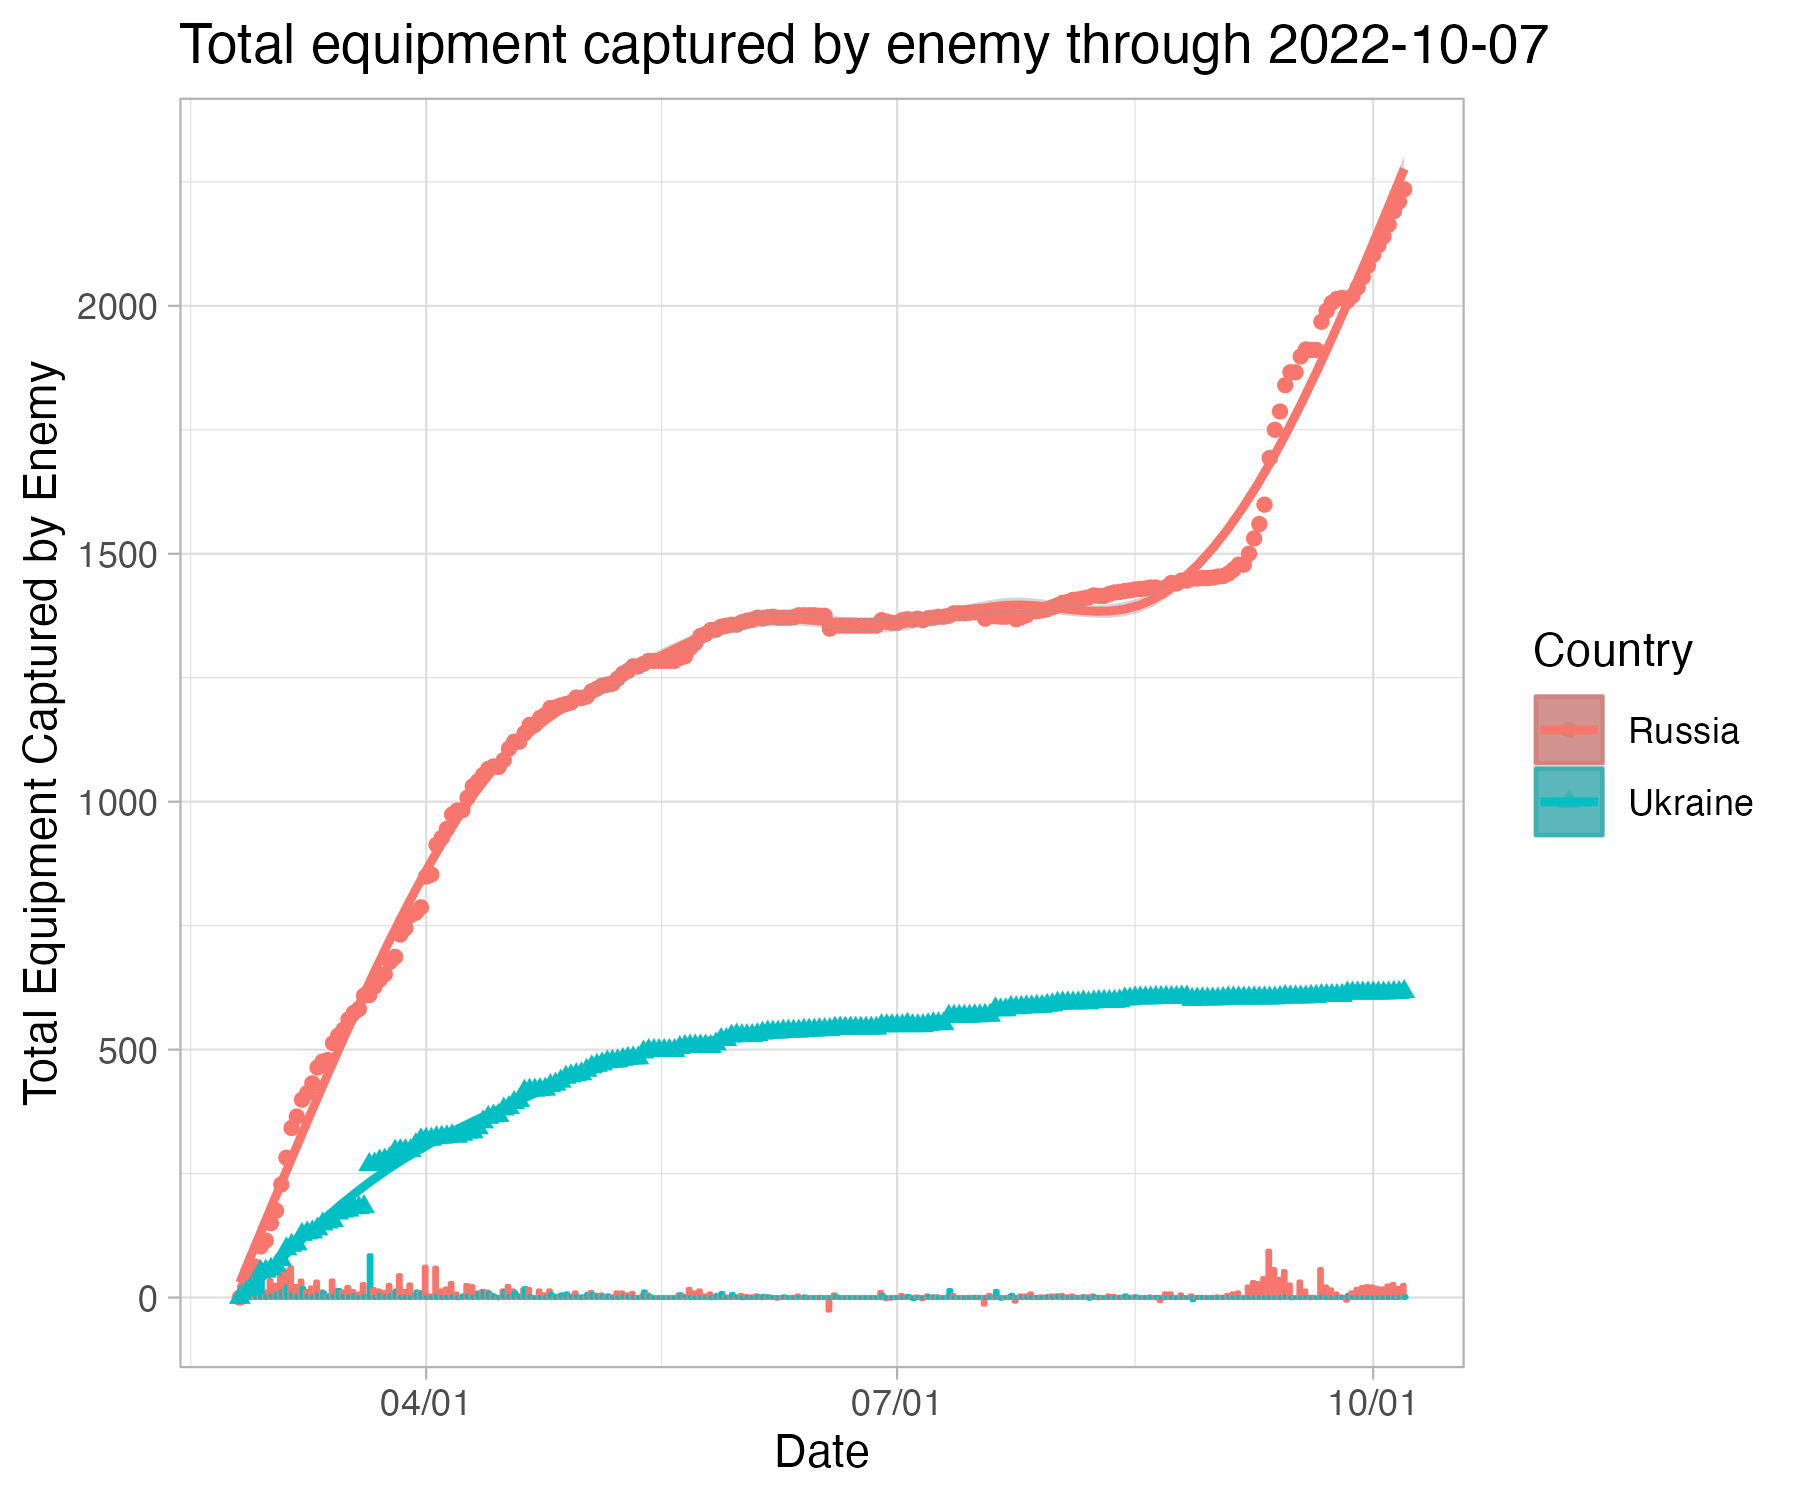 Total equipment captured by enemy through 2022-10-07
Total Equipment Captured by Enemy
2000
1500
1000
500
0
04/01
07/01
10/01
Date
Country
Russia
Ukraine